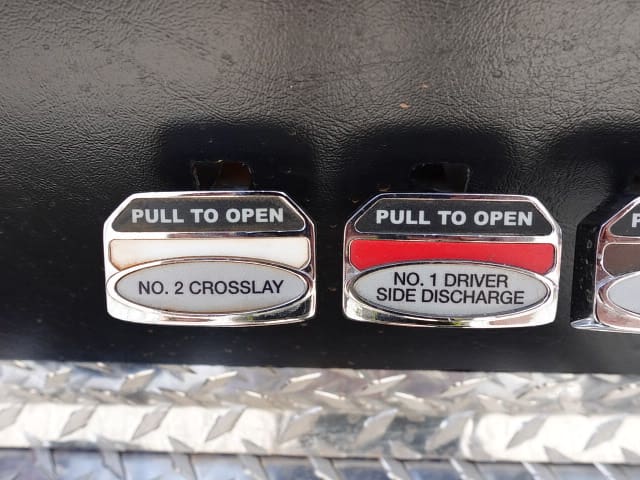 PULL TO OPEN
NO. 2 CROSSLAY
PULL TO OPEN
NO. 1 DRIVER
SIDE DISCHARGE